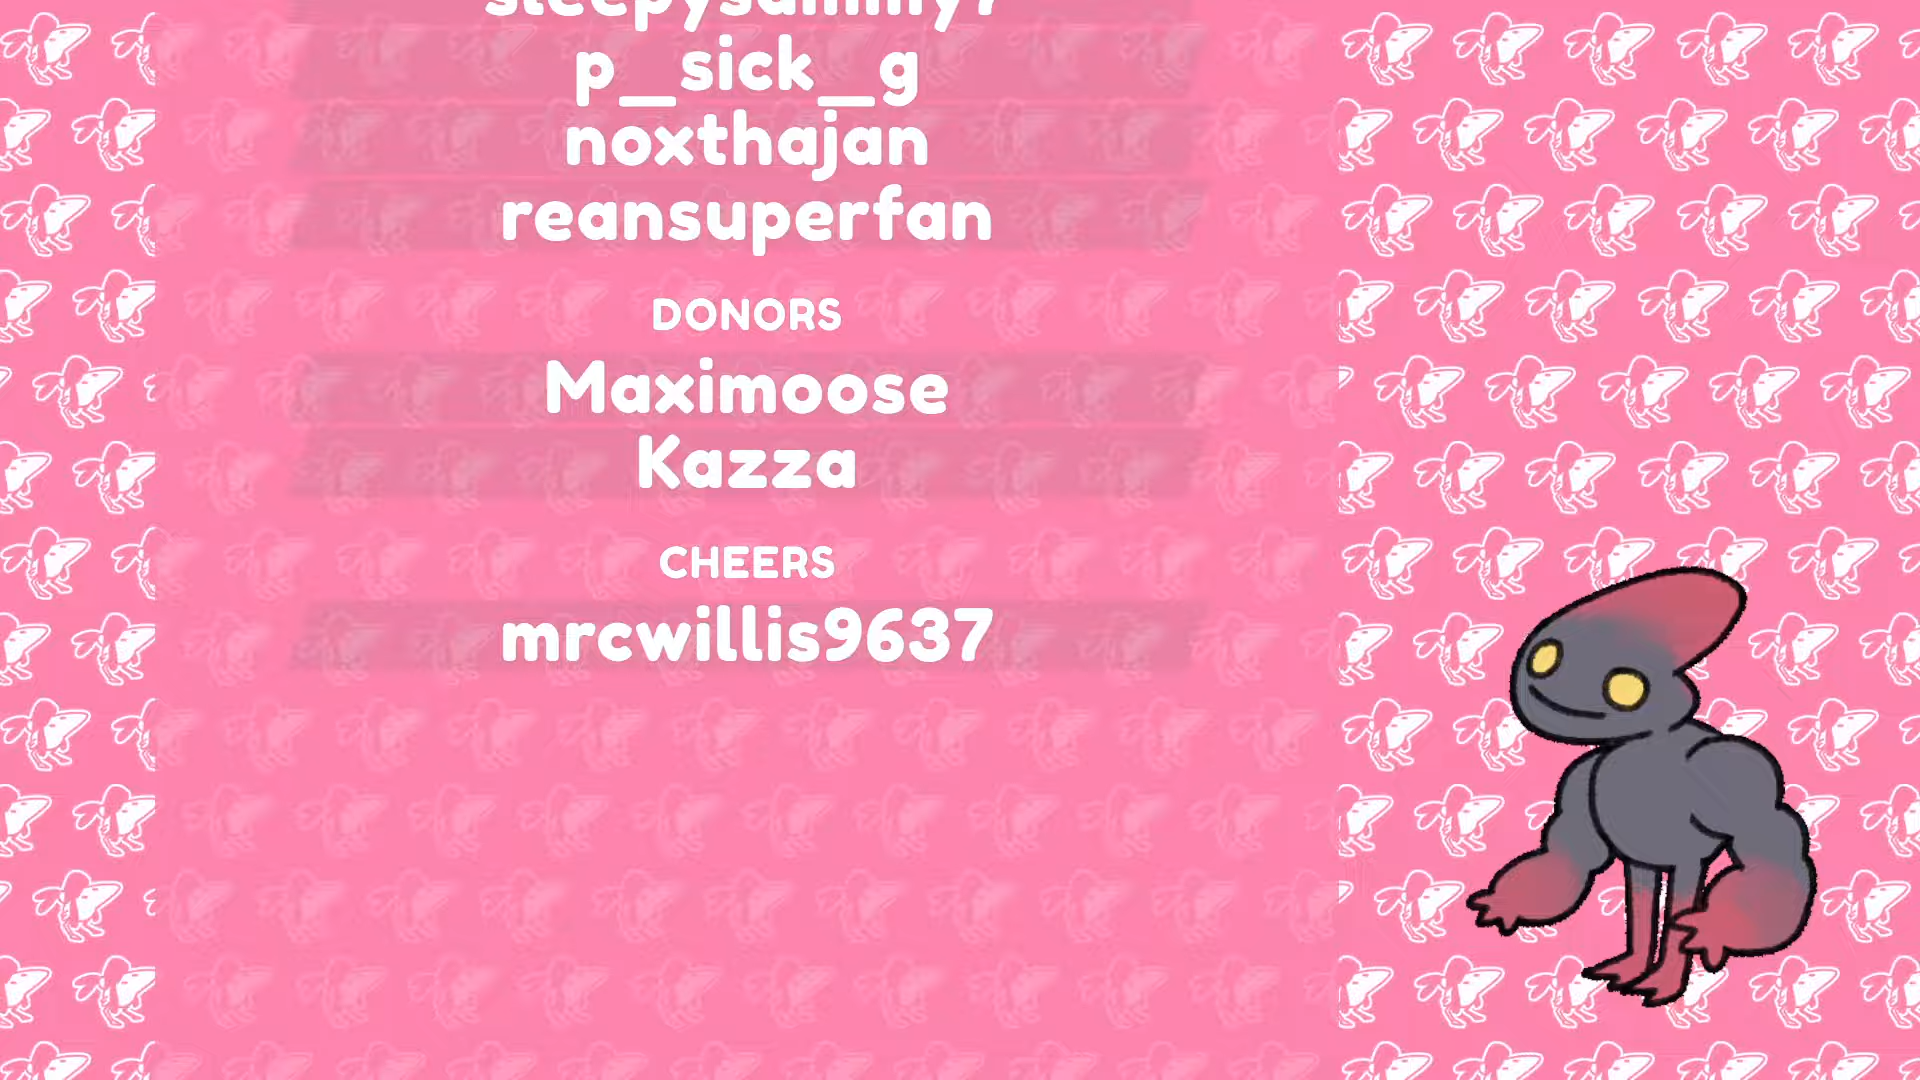 p_sick_g
noxthajan
reansuperfan
DONORS
Maximoose
Kazza
CHEERS
mrcwillis9637